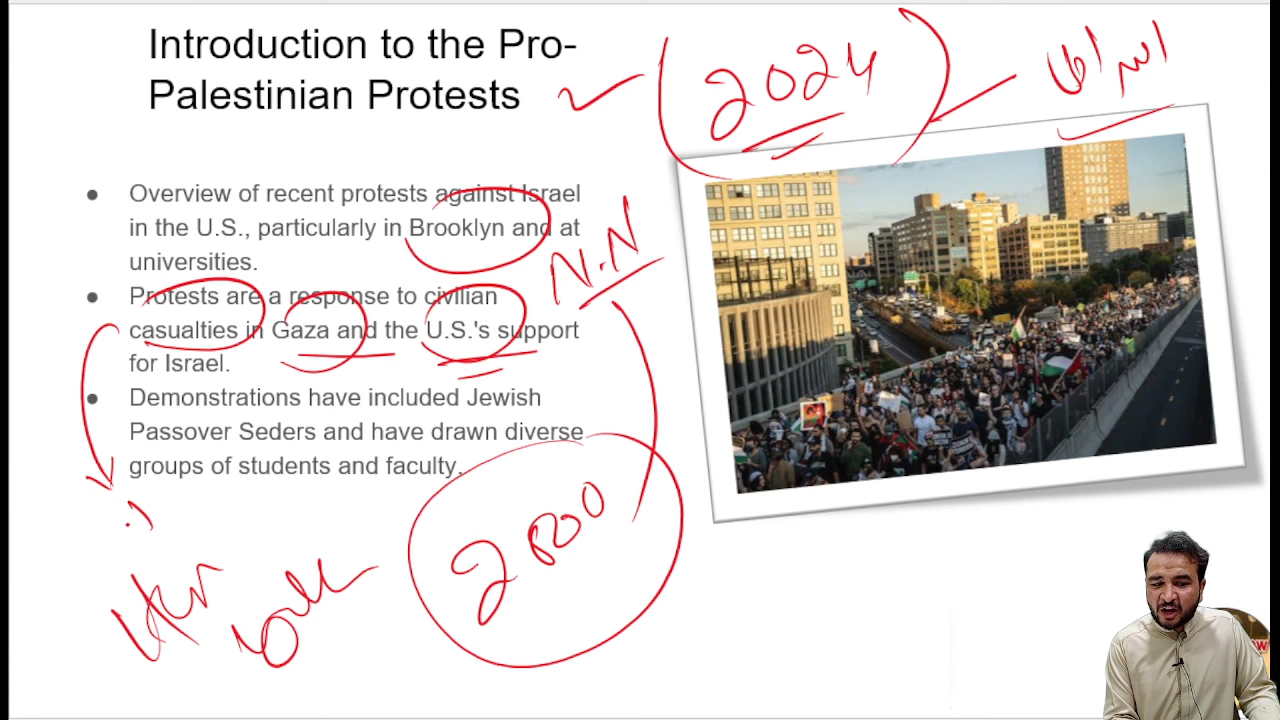 Introduction to the Pro-
Palestinian Protests
2024
● Overview of recent protests against Israel
in the U.S., particularly in Brooklyn and at
universities.
N.N
● Protests are a response to civilian
casualties in Gaza and the U.S.'s support
for Israel.
● Demonstrations have included Jewish
Passover Seders and have drawn diverse
groups of students and faculty.
2800